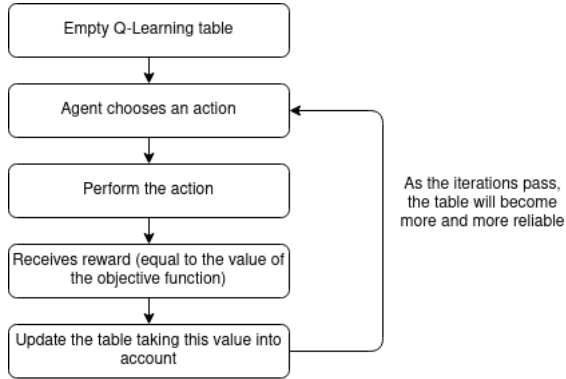 Empty Q-Learning table
Agent chooses an action
Perform the action
Receives reward (equal to the value of
the objective function)
Update the table taking this value into
account
As the iterations pass,
the table will become
more and more reliable